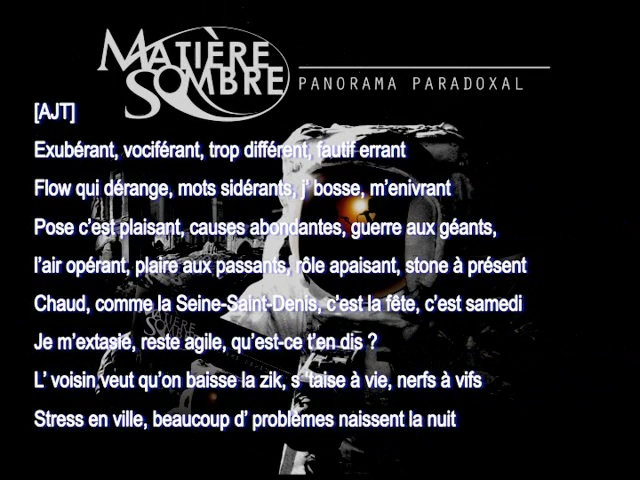 MATIÈRE
SOMBRE
PANORAMA PARADOXAL
[AJT]
Exubérant, vociférant, trop différent, fautif errant
Flow qui dérange, mots sidérants, j' bosse, m’enivrant
Pose c’est plaisant, causes abondantes, guerre aux géants,
l’air opérant, plaire aux passants, rôle apaisant, stone à présent
Chaud, comme la Seine-Saint-Denis, c’est la fête, c’est samedi
Je m’extasie, reste agile, qu’est-ce t’en dis ?
L’ voisin veut qu’on baisse la zik, s ‘taise à vie, nerfs à vifs
Stress en ville, beaucoup d’ problèmes naissent la nuit
MATIÈRE
SOMBRE